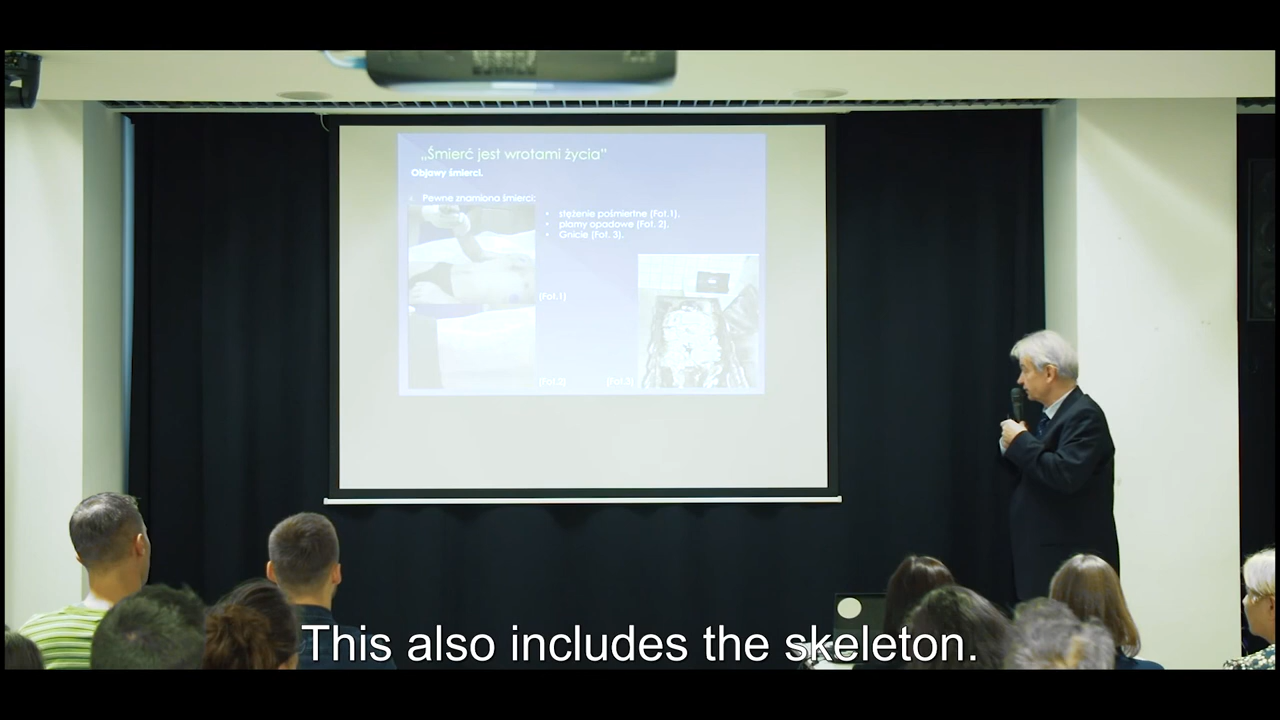 „Śmierć jest wrotami życia"
Objawy śmierci.
Pewne znamiona śmierci:
• stężenie pośmiertne (Fot.1).
• plamy opadowe (Fot. 2).
• Gnicie (Fot. 3).
(Fot.1)
(Fot.2) (Fot.3)
This also includes the skeleton.